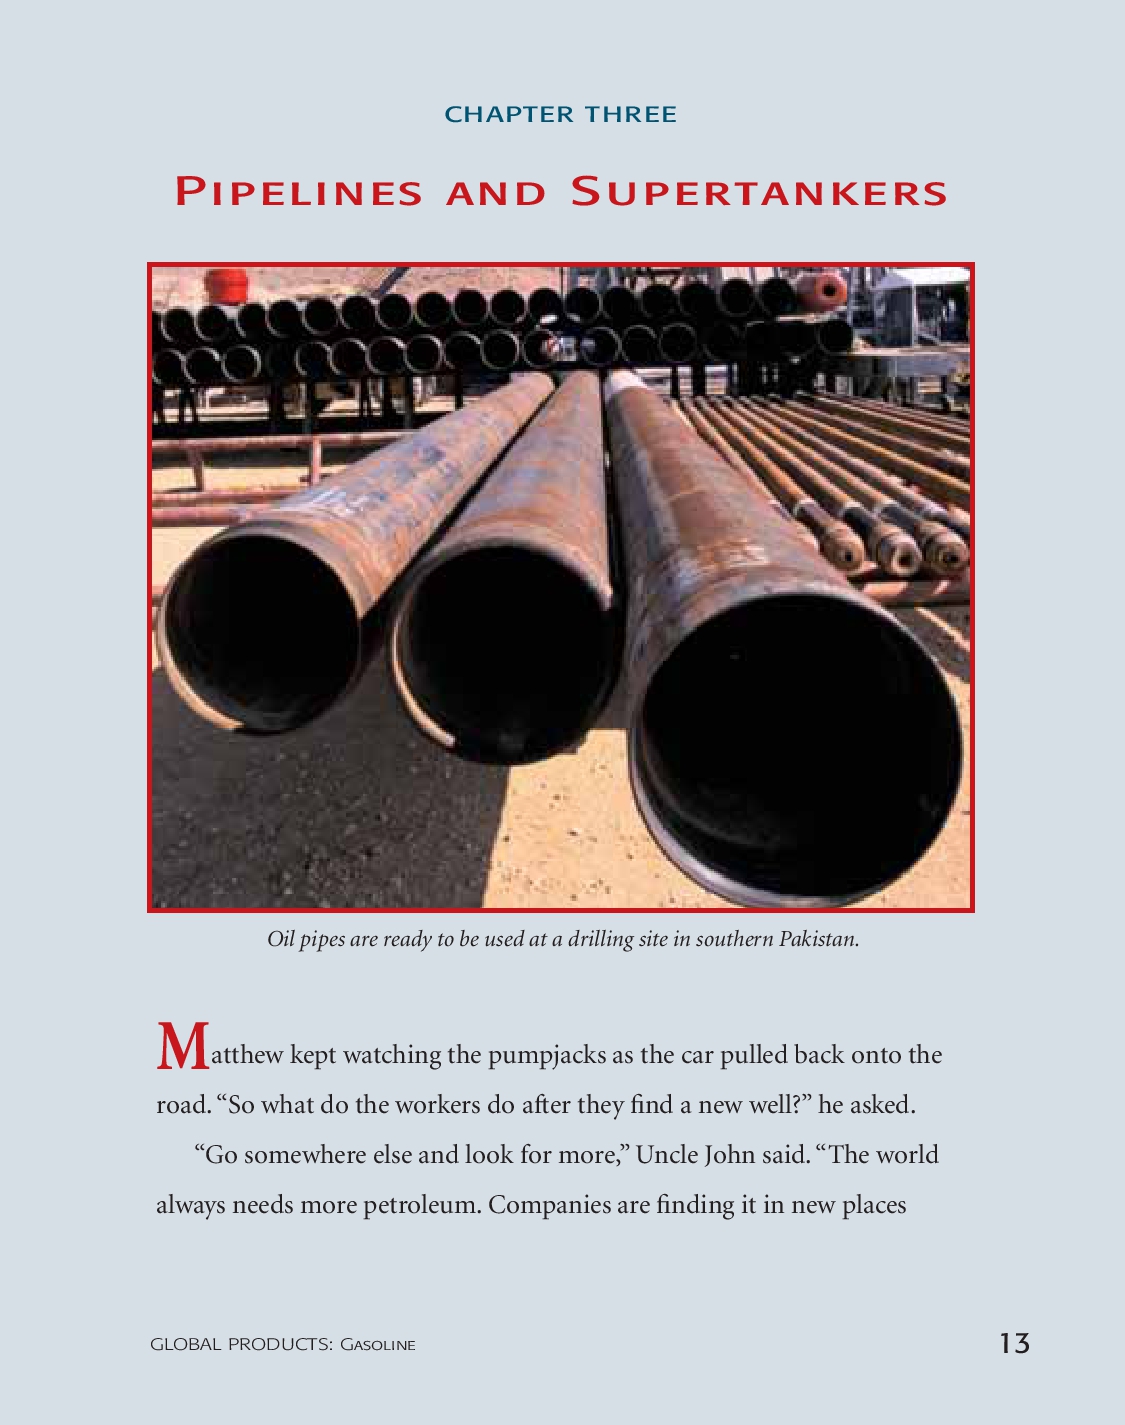 CHAPTER THREE
PIPELINES AND SUPERTANKERS
Oil pipes are ready to be used at a drilling site in southern Pakistan.
Matthew kept watching the pumpjacks as the car pulled back onto the
road. “So what do the workers do after they find a new well?” he asked.
“Go somewhere else and look for more,” Uncle John said. “The world
always needs more petroleum. Companies are finding it in new places
GLOBAL PRODUCTS: GASOLINE
13